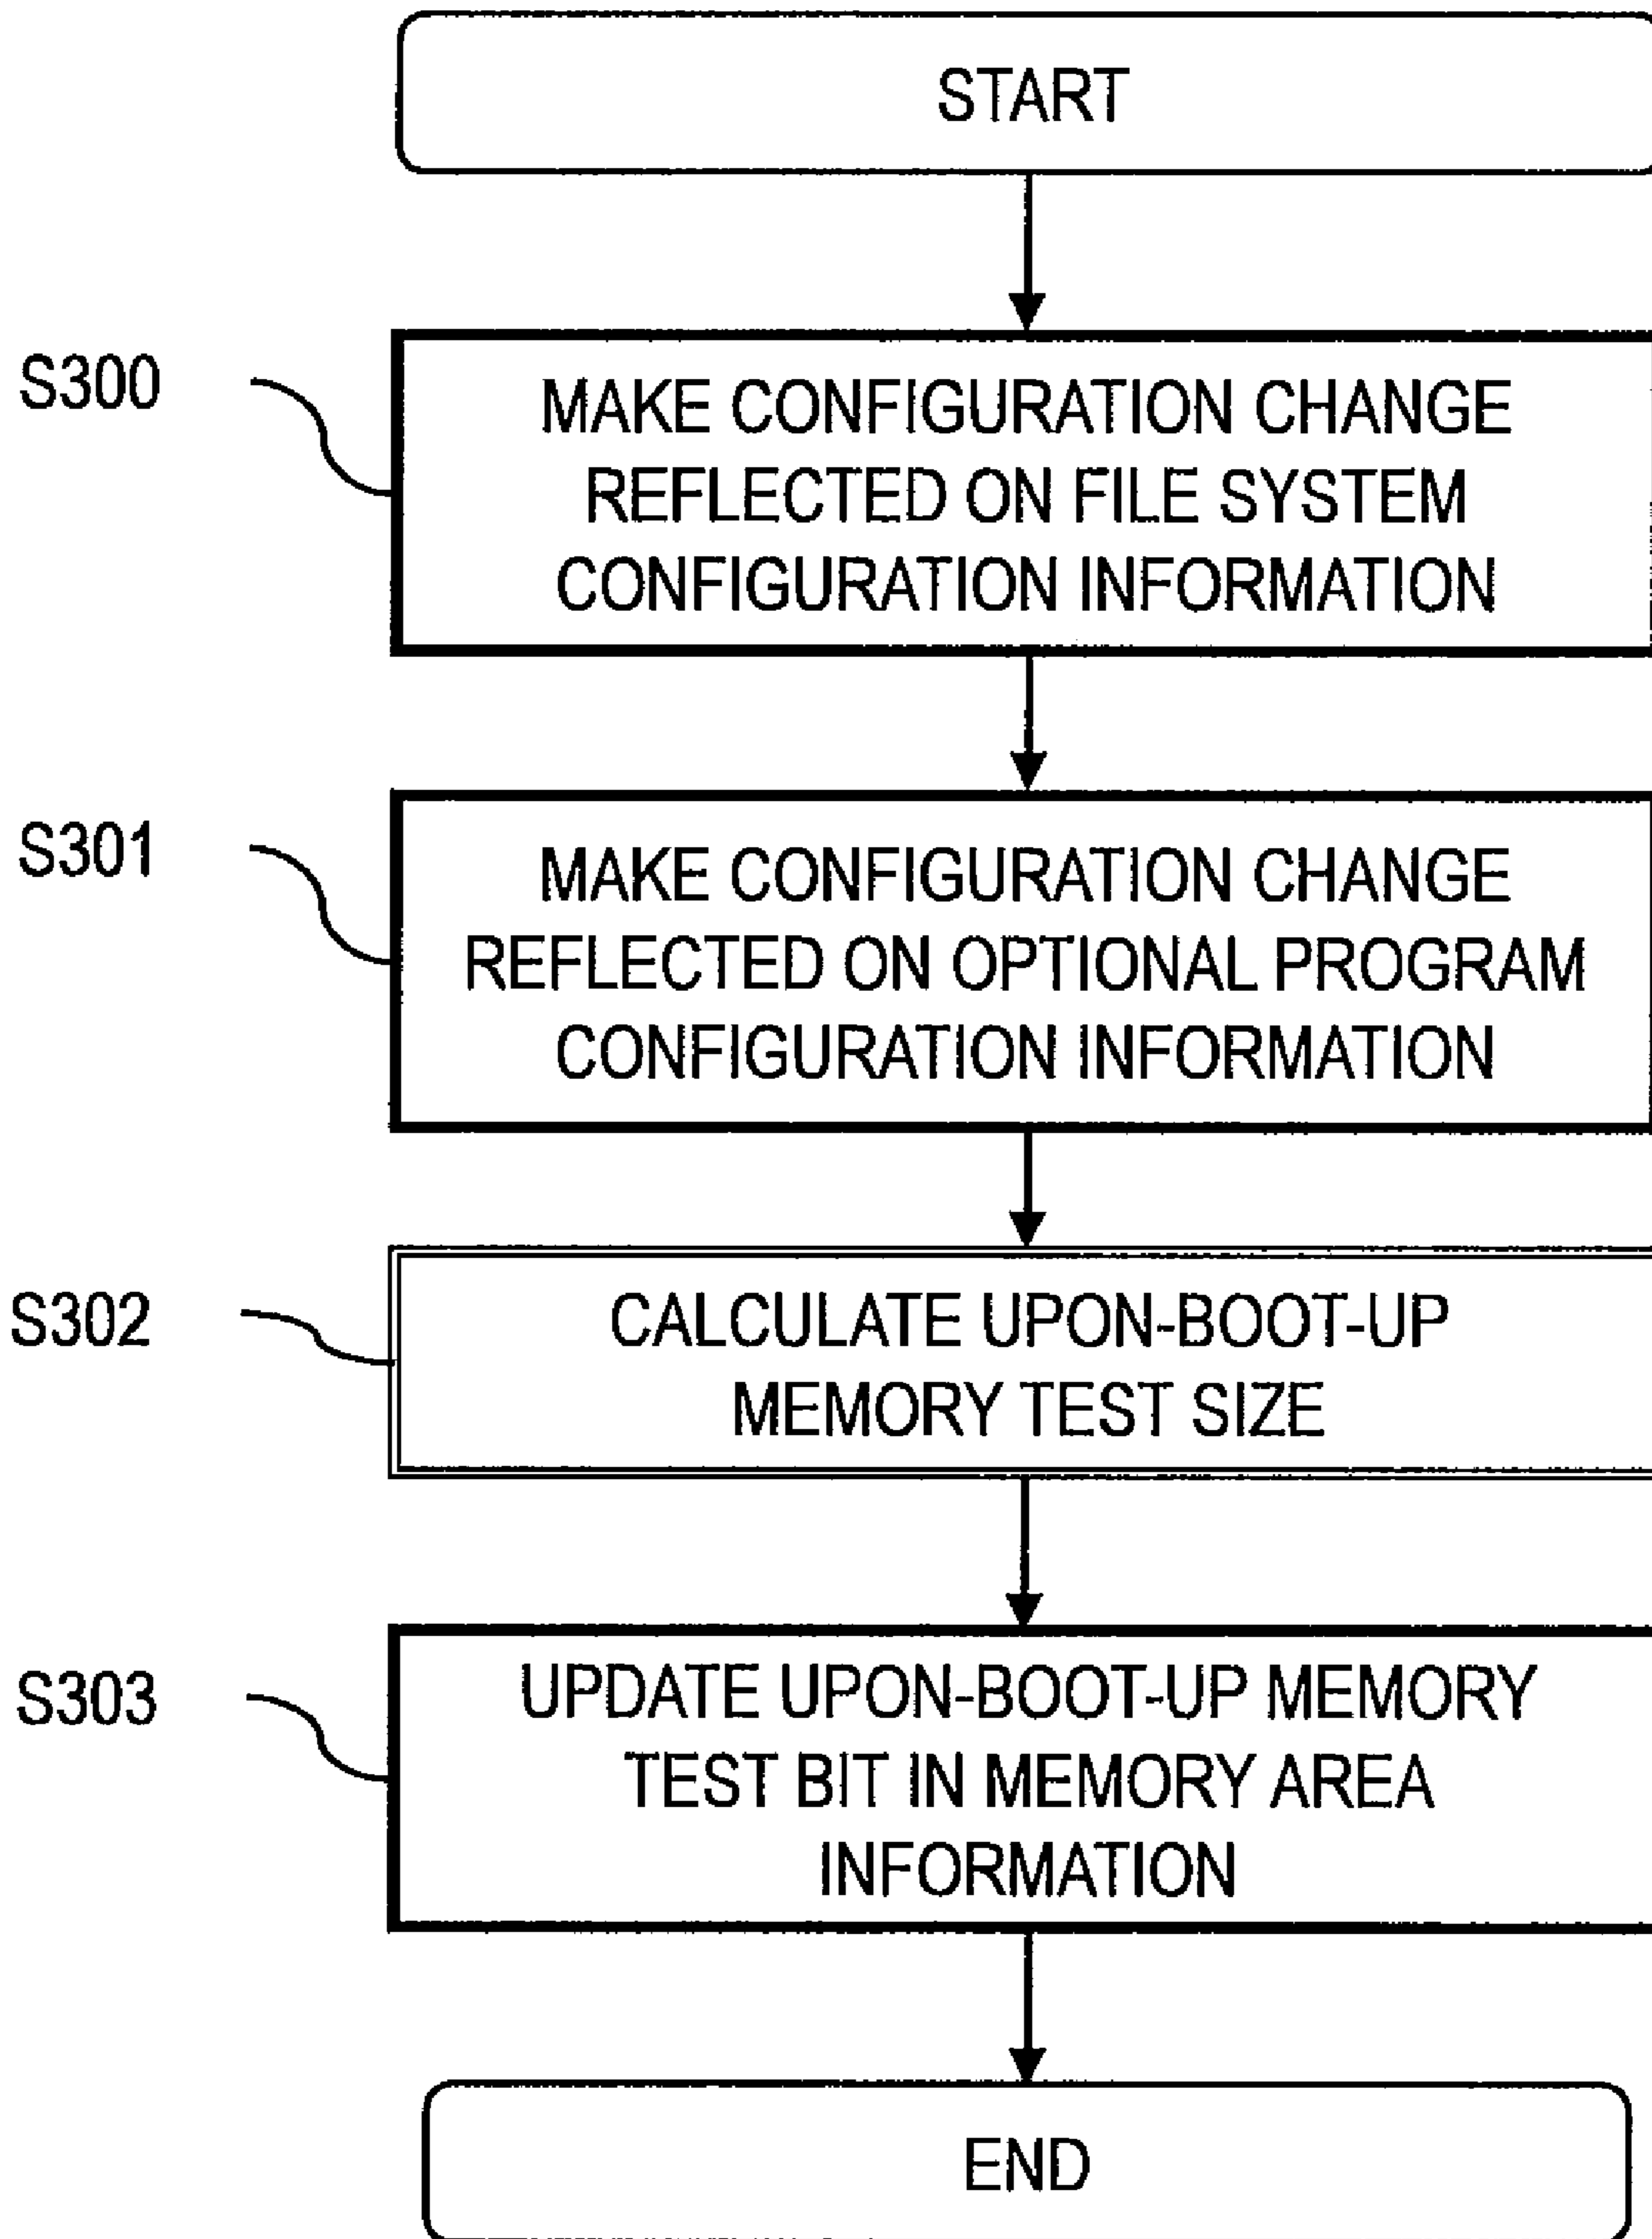 START
S300
MAKE CONFIGURATION CHANGE
REFLECTED ON FILE SYSTEM
CONFIGURATION INFORMATION
S301
MAKE CONFIGURATION CHANGE
REFLECTED ON OPTIONAL PROGRAM
CONFIGURATION INFORMATION
S302
CALCULATE UPON-BOOT-UP
MEMORY TEST SIZE
S303
UPDATE UPON-BOOT-UP MEMORY
TEST BIT IN MEMORY AREA
INFORMATION
END